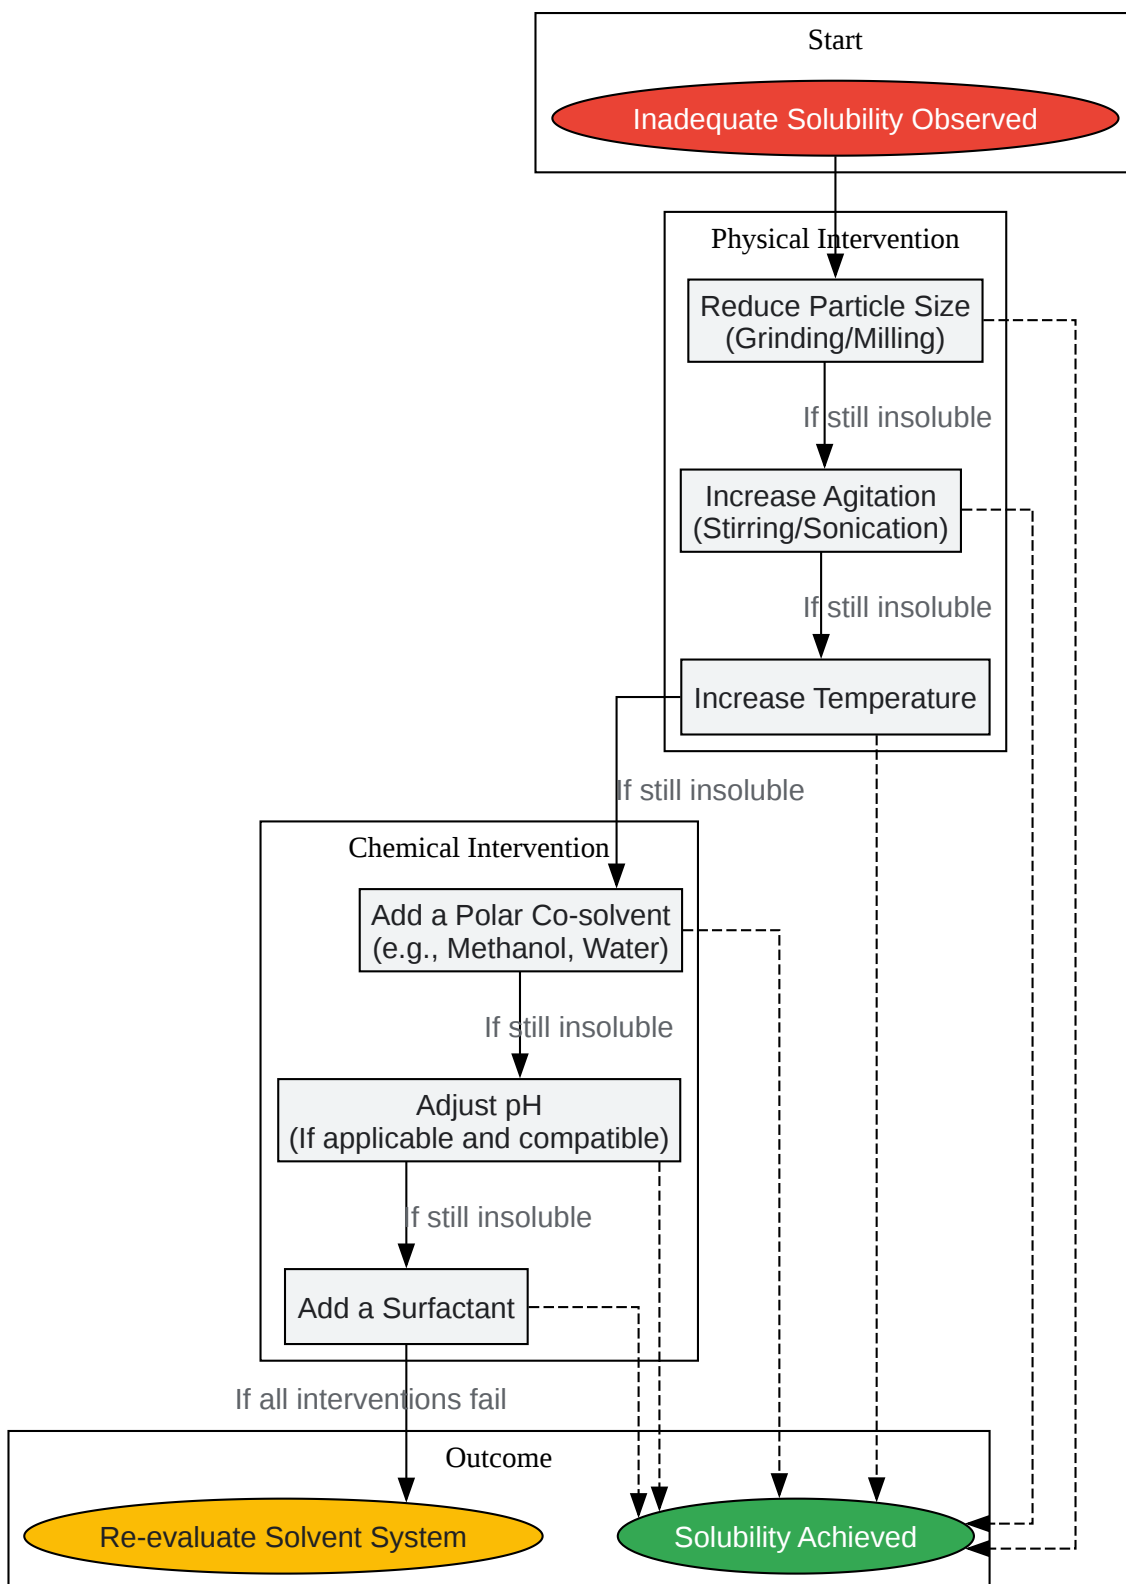 Start
Inadequate Solubility Observed
Physical Intervention
Reduce Particle Size
(Grinding/Milling)
If still insoluble
Increase Agitation
(Stirring/Sonication)
If still insoluble
Increase Temperature
If still insoluble
Chemical Intervention
Add a Polar Co-solvent
(e.g., Methanol, Water)
If still insoluble
Adjust pH
(If applicable and compatible)
If still insoluble
Add a Surfactant
If all interventions fail
Outcome
Re-evaluate Solvent System
Solubility Achieved